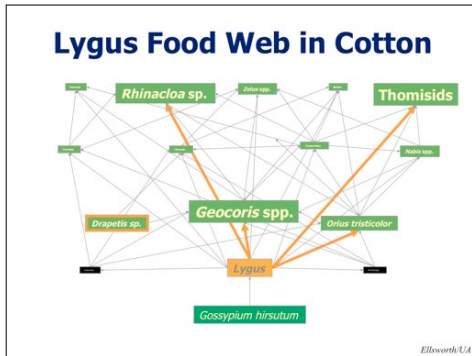 Lygus Food Web in Cotton
Rhinacloa sp.
Zelus spp.
Thomisids
Nabis spp.
Geocoris spp.
Drapetis sp.
Orius tristicolor
Lygus
Gossypium hirsutum
Ellsworth/UA